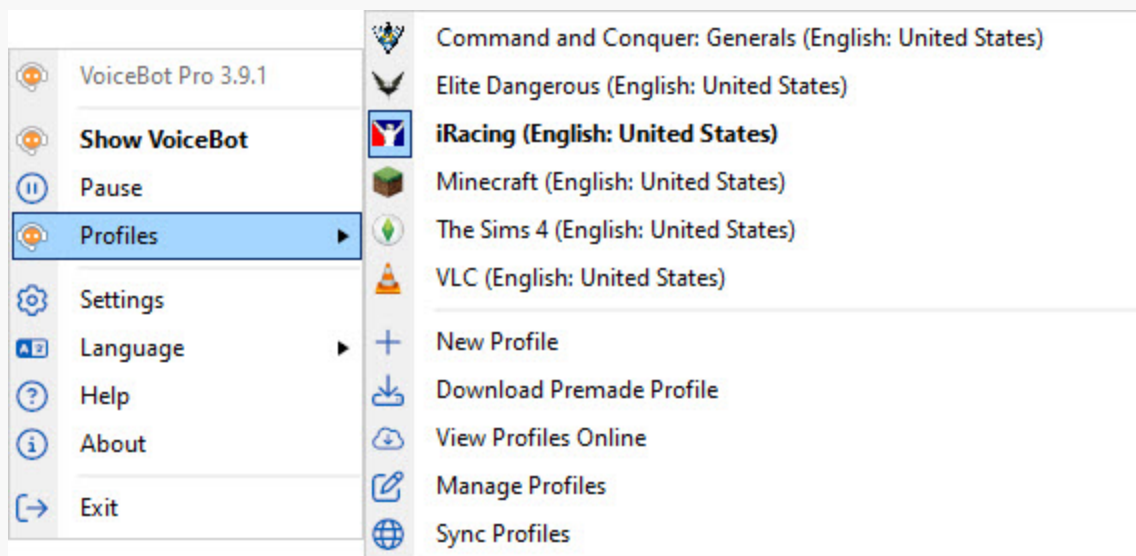 VoiceBot Pro 3.9.1
Show VoiceBot
Pause
Profiles
Settings
Language
Help
About
Exit
Command and Conquer: Generals (English: United States)
Elite Dangerous (English: United States)
iRacing (English: United States)
Minecraft (English: United States)
The Sims 4 (English: United States)
VLC (English: United States)
New Profile
Download Premade Profile
View Profiles Online
Manage Profiles
Sync Profiles